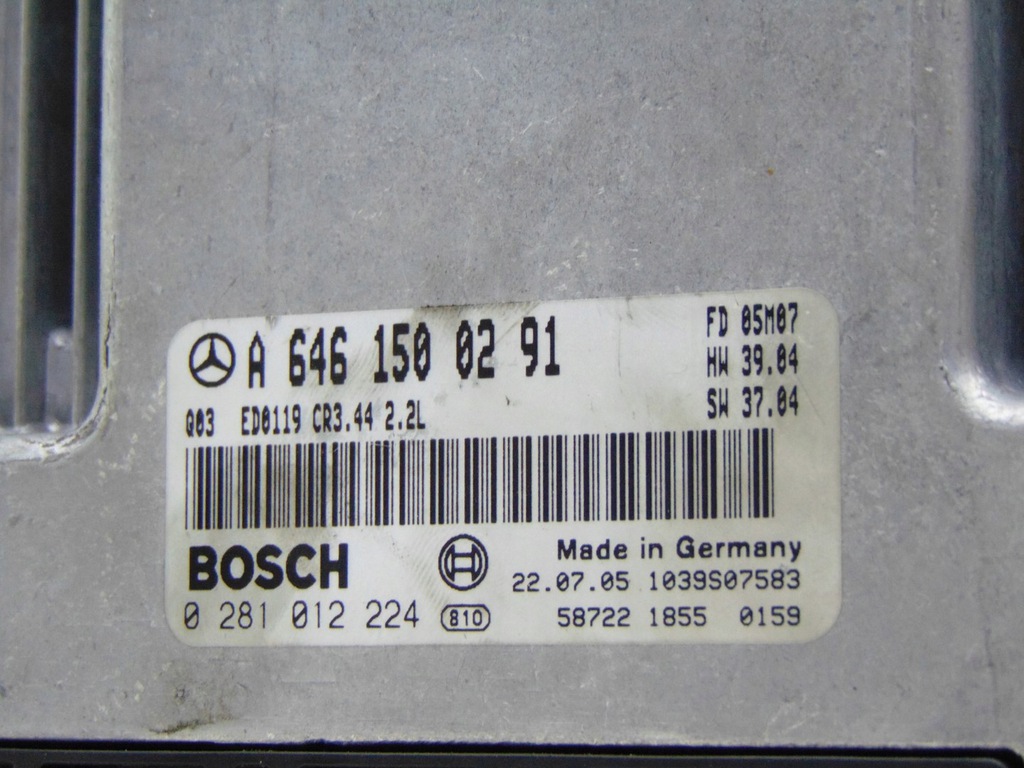 A 646 150 02 91
FD 05M07
HW 39.04
SW 37.04
Q03 ED0119 CR3.44 2.2L
BOSCH
Made in Germany
22.07.05 1039S07583
0 281 012 224 810
58722 1855 0159